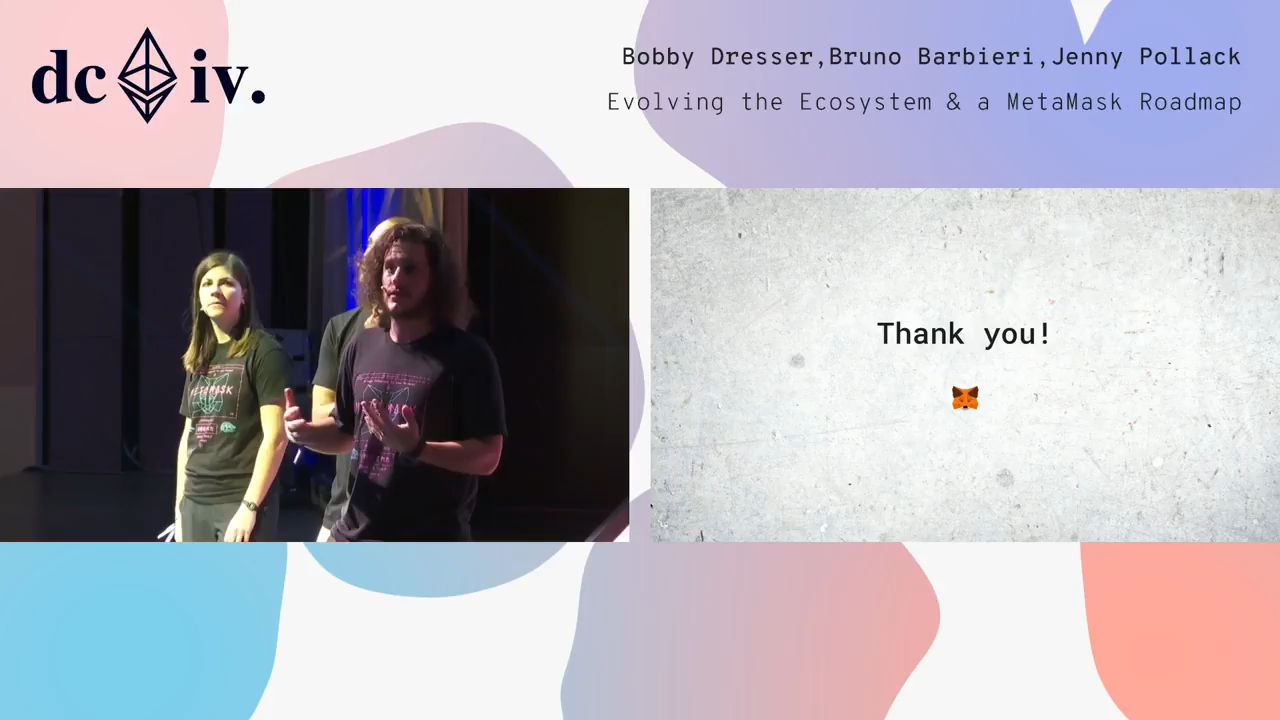 dc iv.
Bobby Dresser,Bruno Barbieri,Jenny Pollack
Evolving the Ecosystem & a MetaMask Roadmap
Thank you!